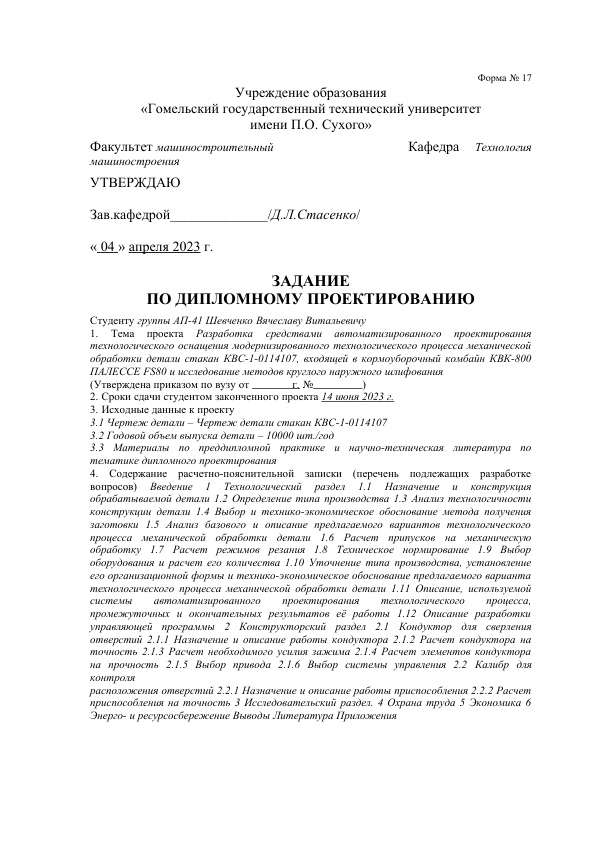 Форма № 17
Учреждение образования
«Гомельский государственный технический университет
имени П.О. Сухого»
Факультет машиностроительный Кафедра Технология
машиностроения
УТВЕРЖДАЮ
Зав.кафедрой______________/Д.Л.Стасенко/
« 04 » апреля 2023 г.
ЗАДАНИЕ
ПО ДИПЛОМНОМУ ПРОЕКТИРОВАНИЮ
Студенту группы АП-41 Шевченко Вячеславу Витальевичу
1. Тема проекта Разработка средствами автоматизированного проектирования
технологического оснащения модернизированного технологического процесса механической
обработки детали стакан КВС-1-0114107, входящей в кормоуборочный комбайн КВК-800
ПАЛЕССЕ FS80 и исследование методов круглого наружного шлифования
(Утверждена приказом по вузу от _______г. №_________)
2. Сроки сдачи студентом законченного проекта 14 июня 2023 г.
3. Исходные данные к проекту
3.1 Чертеж детали – Чертеж детали стакан КВС-1-0114107
3.2 Годовой объем выпуска детали – 10000 шт./год
3.3 Материалы по преддипломной практике и научно-техническая литература по
тематике дипломного проектирования
4. Содержание расчетно-пояснительной записки (перечень подлежащих разработке
вопросов) Введение 1 Технологический раздел 1.1 Назначение и конструкция
обрабатываемой детали 1.2 Определение типа производства 1.3 Анализ технологичности
конструкции детали 1.4 Выбор и технико-экономическое обоснование метода получения
заготовки 1.5 Анализ базового и описание предлагаемого вариантов технологического
процесса механической обработки детали 1.6 Расчет припусков на механическую
обработку 1.7 Расчет режимов резания 1.8 Техническое нормирование 1.9 Выбор
оборудования и расчет его количества 1.10 Уточнение типа производства, установление
его организационной формы и технико-экономическое обоснование предлагаемого варианта
технологического процесса механической обработки детали 1.11 Описание, используемой
системы автоматизированного проектирования технологического процесса,
промежуточных и окончательных результатов её работы 1.12 Описание разработки
управляющей программы 2 Конструкторский раздел 2.1 Кондуктор для сверления
отверстий 2.1.1 Назначение и описание работы кондуктора 2.1.2 Расчет кондуктора на
точность 2.1.3 Расчет необходимого усилия зажима 2.1.4 Расчет элементов кондуктора
на прочность 2.1.5 Выбор привода 2.1.6 Выбор системы управления 2.2 Калибр для
контроля
расположения отверстий 2.2.1 Назначение и описание работы приспособления 2.2.2 Расчет
приспособления на точность 3 Исследовательский раздел. 4 Охрана труда 5 Экономика 6
Энерго- и ресурсосбережение Выводы Литература Приложения